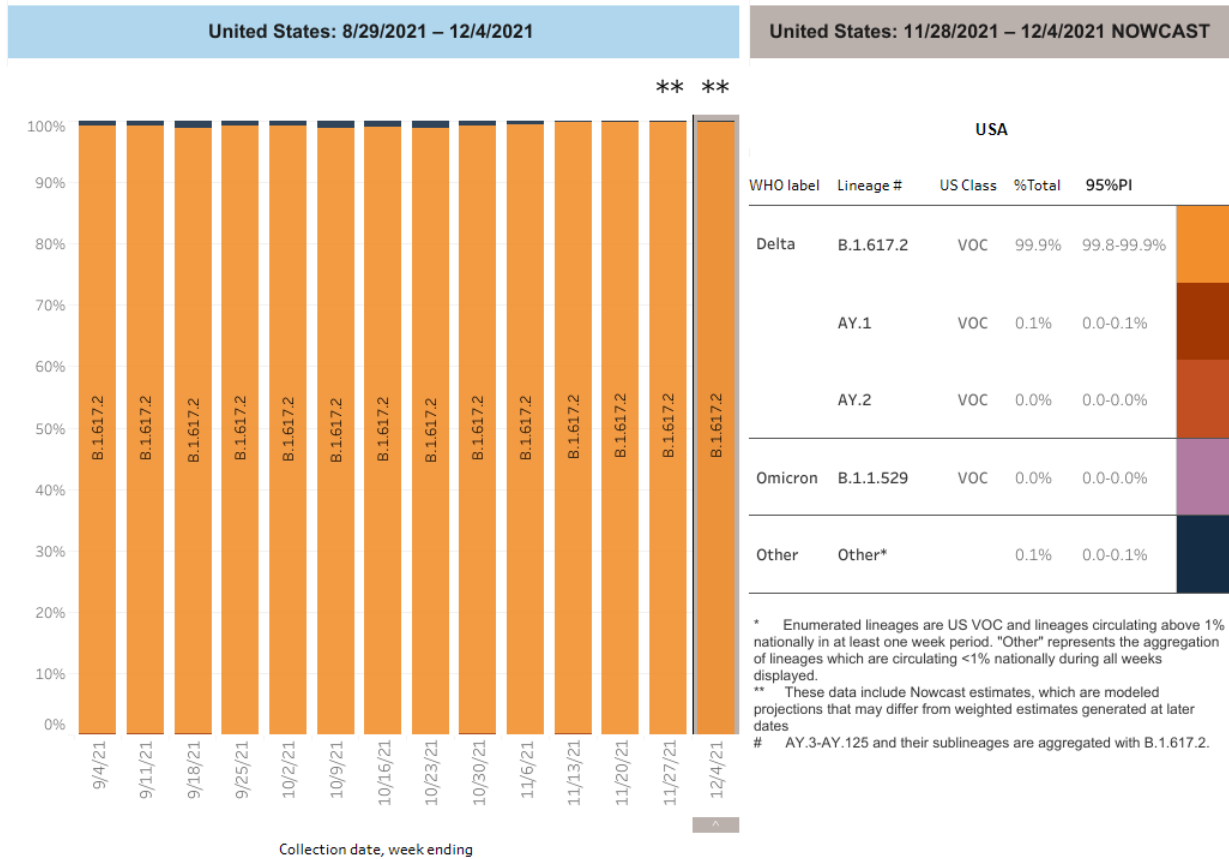 United States: 8/29/2021 – 12/4/2021
** **
100%
90%
80%
70%
60%
50%
40%
30%
20%
10%
0%
B.1.617.2
B.1.617.2
B.1.617.2
B.1.617.2
B.1.617.2
B.1.617.2
B.1.617.2
B.1.617.2
B.1.617.2
B.1.617.2
B.1.617.2
B.1.617.2
B.1.617.2
B.1.617.2
9/4/21
9/11/21
9/18/21
9/25/21
10/2/21
10/9/21
10/16/21
10/23/21
10/30/21
11/6/21
11/13/21
11/20/21
11/27/21
12/4/21
^
Collection date, week ending
United States: 11/28/2021 – 12/4/2021 NOWCAST
USA
WHO label Lineage # US Class %Total 95%PI
Delta B.1.617.2 VOC 99.9% 99.8-99.9%
AY.1 VOC 0.1% 0.0-0.1%
AY.2 VOC 0.0% 0.0-0.0%
Omicron B.1.1.529 VOC 0.0% 0.0-0.0%
Other Other* 0.1% 0.0-0.1%
* Enumerated lineages are US VOC and lineages circulating above 1%
nationally in at least one week period. "Other" represents the aggregation
of lineages which are circulating <1% nationally during all weeks
displayed.
** These data include Nowcast estimates, which are modeled
projections that may differ from weighted estimates generated at later
dates
# AY.3-AY.125 and their sublineages are aggregated with B.1.617.2.